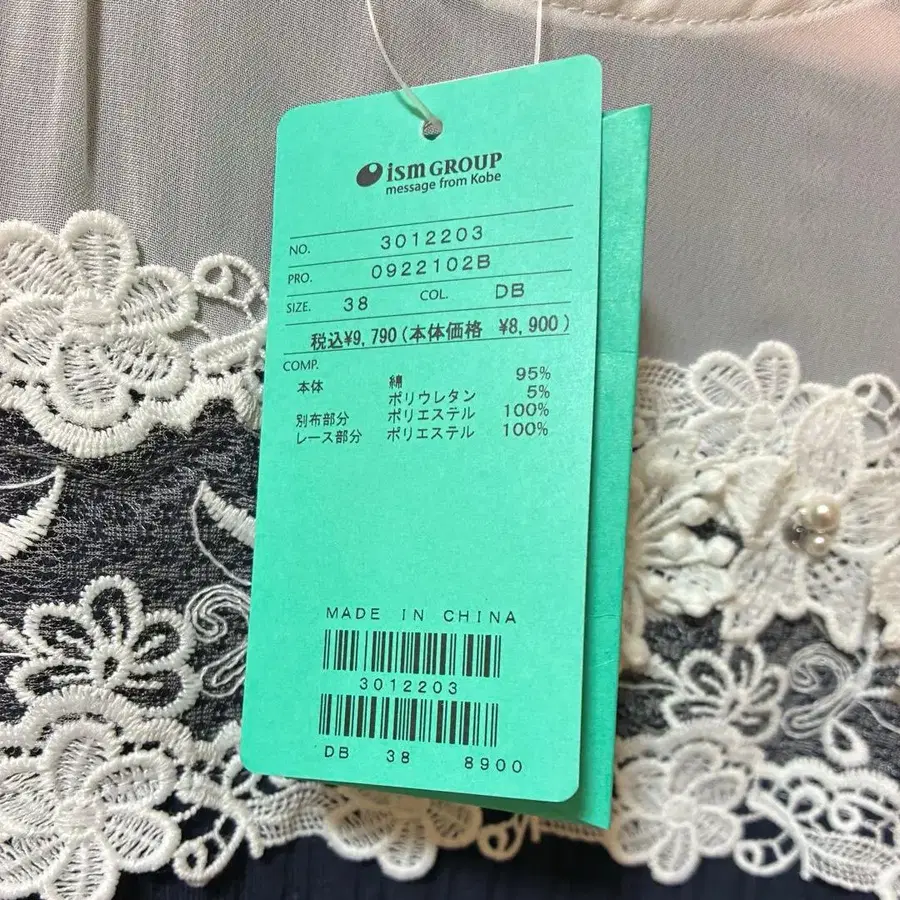 ism GROUP
message from Kobe
NO. 3012203
PRO. 0922102B
SIZE. 38 COL. DB
税込¥9,790(本体価格 ¥8,900)
COMP.
本体 綿 95%
ポリウレタン 5%
別布部分 ポリエステル 100%
レース部分 ポリエステル 100%
MADE IN CHINA
3012203
DB 38 8900